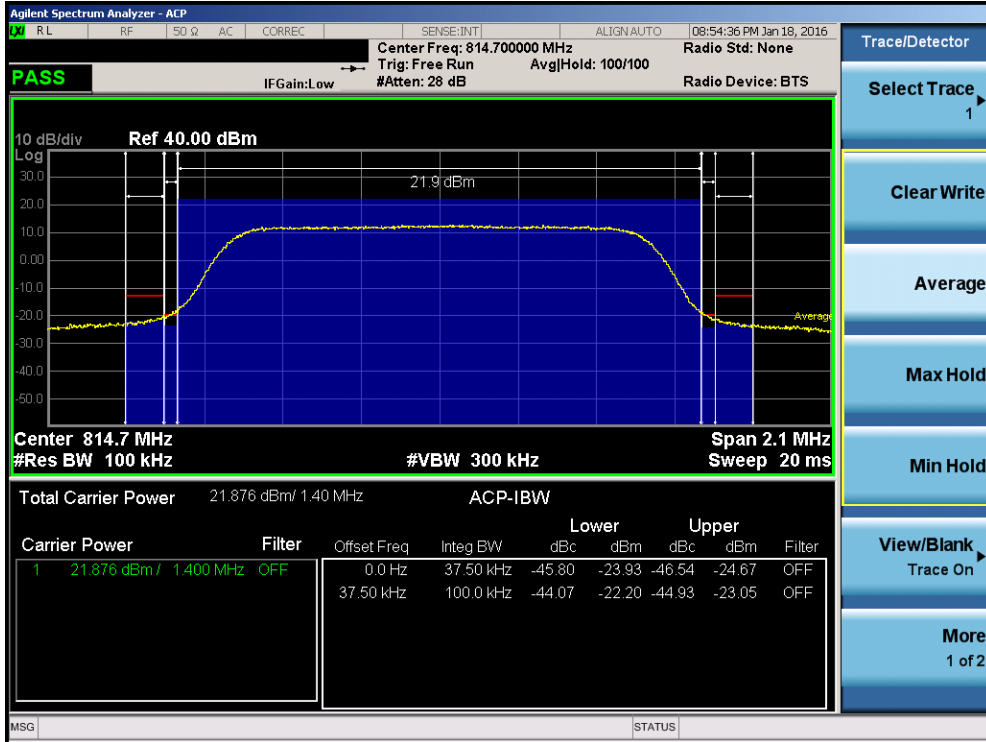 Agilent Spectrum Analyzer - ACP
LXI RL RF 50 Ω AC CORREC SENSE:INT ALIGN AUTO 08:54:36 PM Jan 18, 2016
Center Freq: 814.700000 MHz Radio Std: None
Trig: Free Run Avg|Hold: 100/100
PASS IFGain:Low #Atten: 28 dB Radio Device: BTS
10 dB/div Ref 40.00 dBm
Log
30.0
21.9 dBm
20.0
10.0
0.00
-10.0
-20.0 Average
-30.0
-40.0
-50.0
Center 814.7 MHz Span 2.1 MHz
#Res BW 100 kHz #VBW 300 kHz Sweep 20 ms
Total Carrier Power 21.876 dBm/ 1.40 MHz ACP-IBW
Lower Upper
Carrier Power Filter Offset Freq Integ BW dBc dBm dBc dBm Filter
1 21.876 dBm / 1.400 MHz OFF 0.0 Hz 37.50 kHz -45.80 -23.93 -46.54 -24.67 OFF
37.50 kHz 100.0 kHz -44.07 -22.20 -44.93 -23.05 OFF
MSG STATUS
Trace/Detector
Select Trace
1
Clear Write
Average
Max Hold
Min Hold
View/Blank
Trace On
More
1 of 2